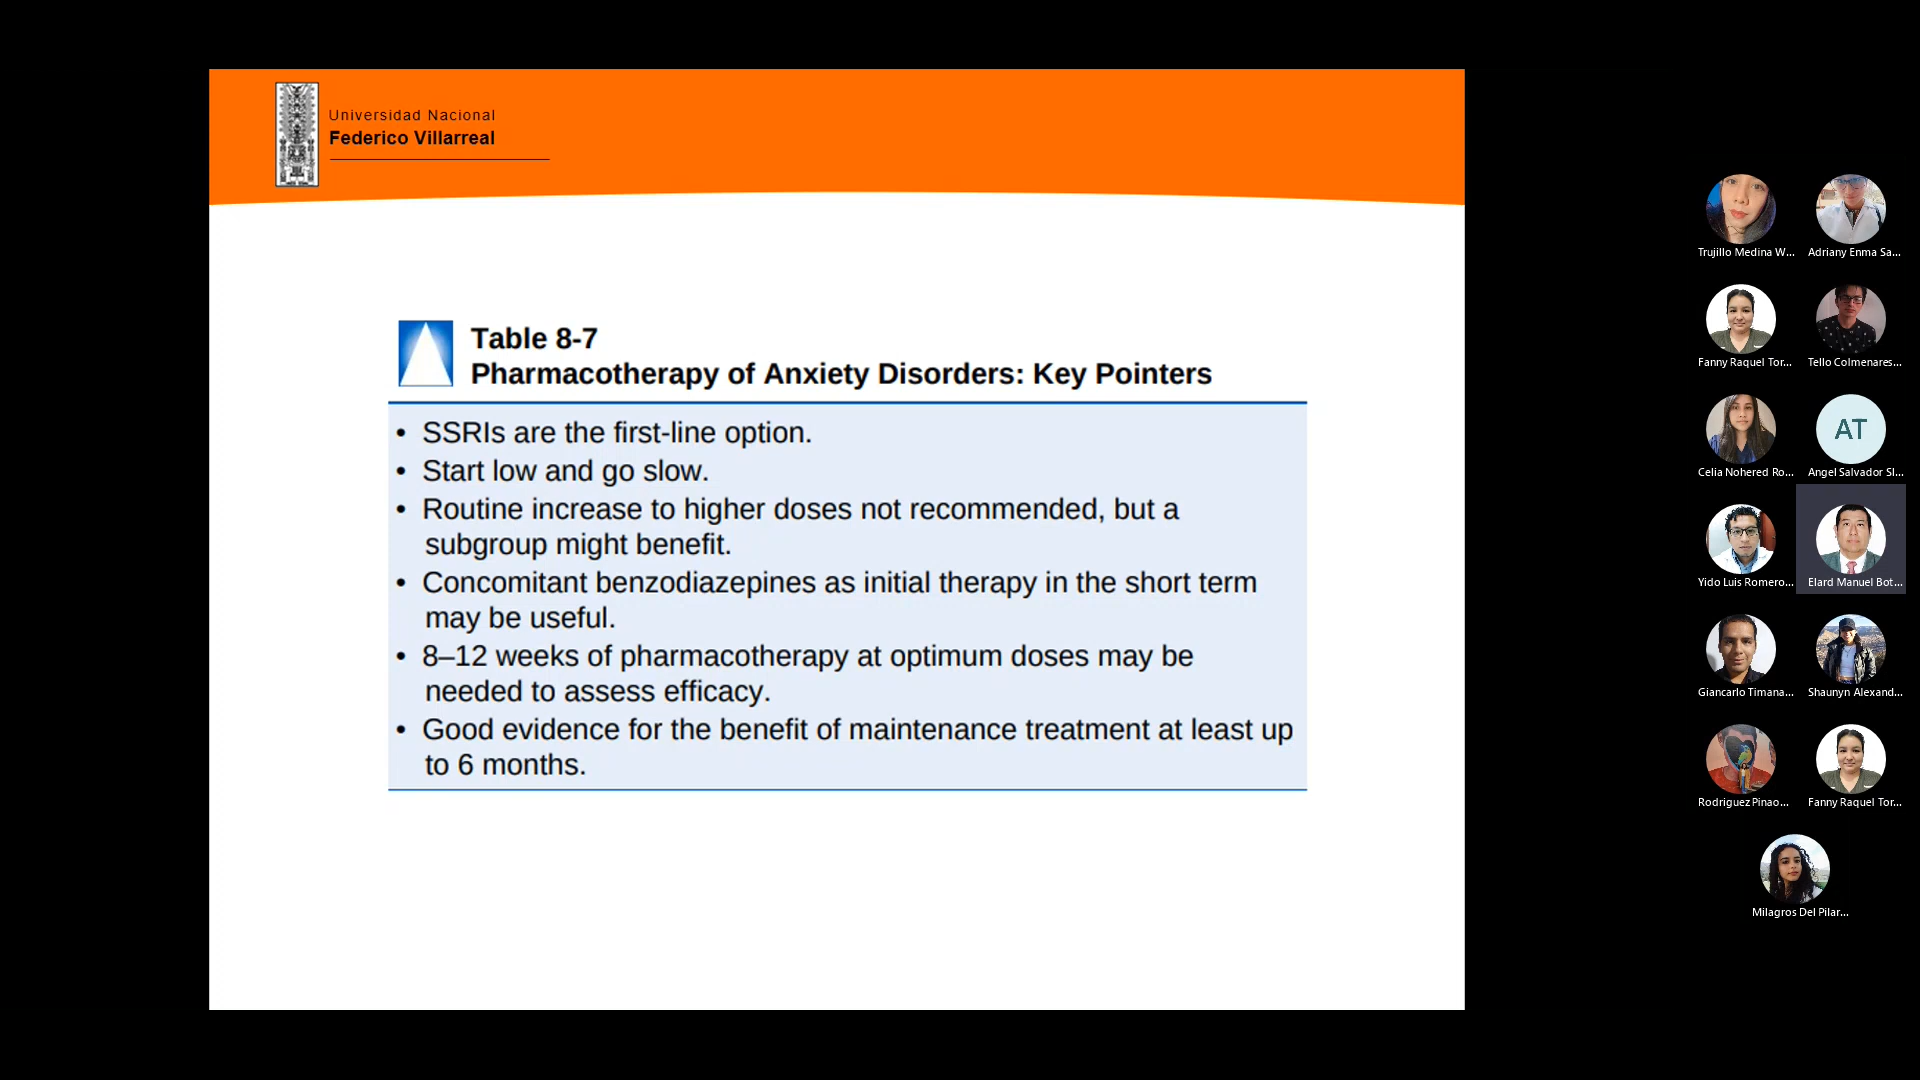 Universidad Nacional
Federico Villarreal
Table 8-7
Pharmacotherapy of Anxiety Disorders: Key Pointers
• SSRIs are the first-line option.
• Start low and go slow.
• Routine increase to higher doses not recommended, but a
subgroup might benefit.
• Concomitant benzodiazepines as initial therapy in the short term
may be useful.
• 8–12 weeks of pharmacotherapy at optimum doses may be
needed to assess efficacy.
• Good evidence for the benefit of maintenance treatment at least up
to 6 months.
Trujillo Medina W...
Adriany Enma Sa...
Fanny Raquel Tor...
Tello Colmenares...
Celia Nohered Ro...
AT
Angel Salvador Sl...
Yido Luis Romero...
Elard Manuel Bot...
Giancarlo Timana...
Shaunyn Alexand...
Rodriguez Pinao...
Fanny Raquel Tor...
Milagros Del Pilar...